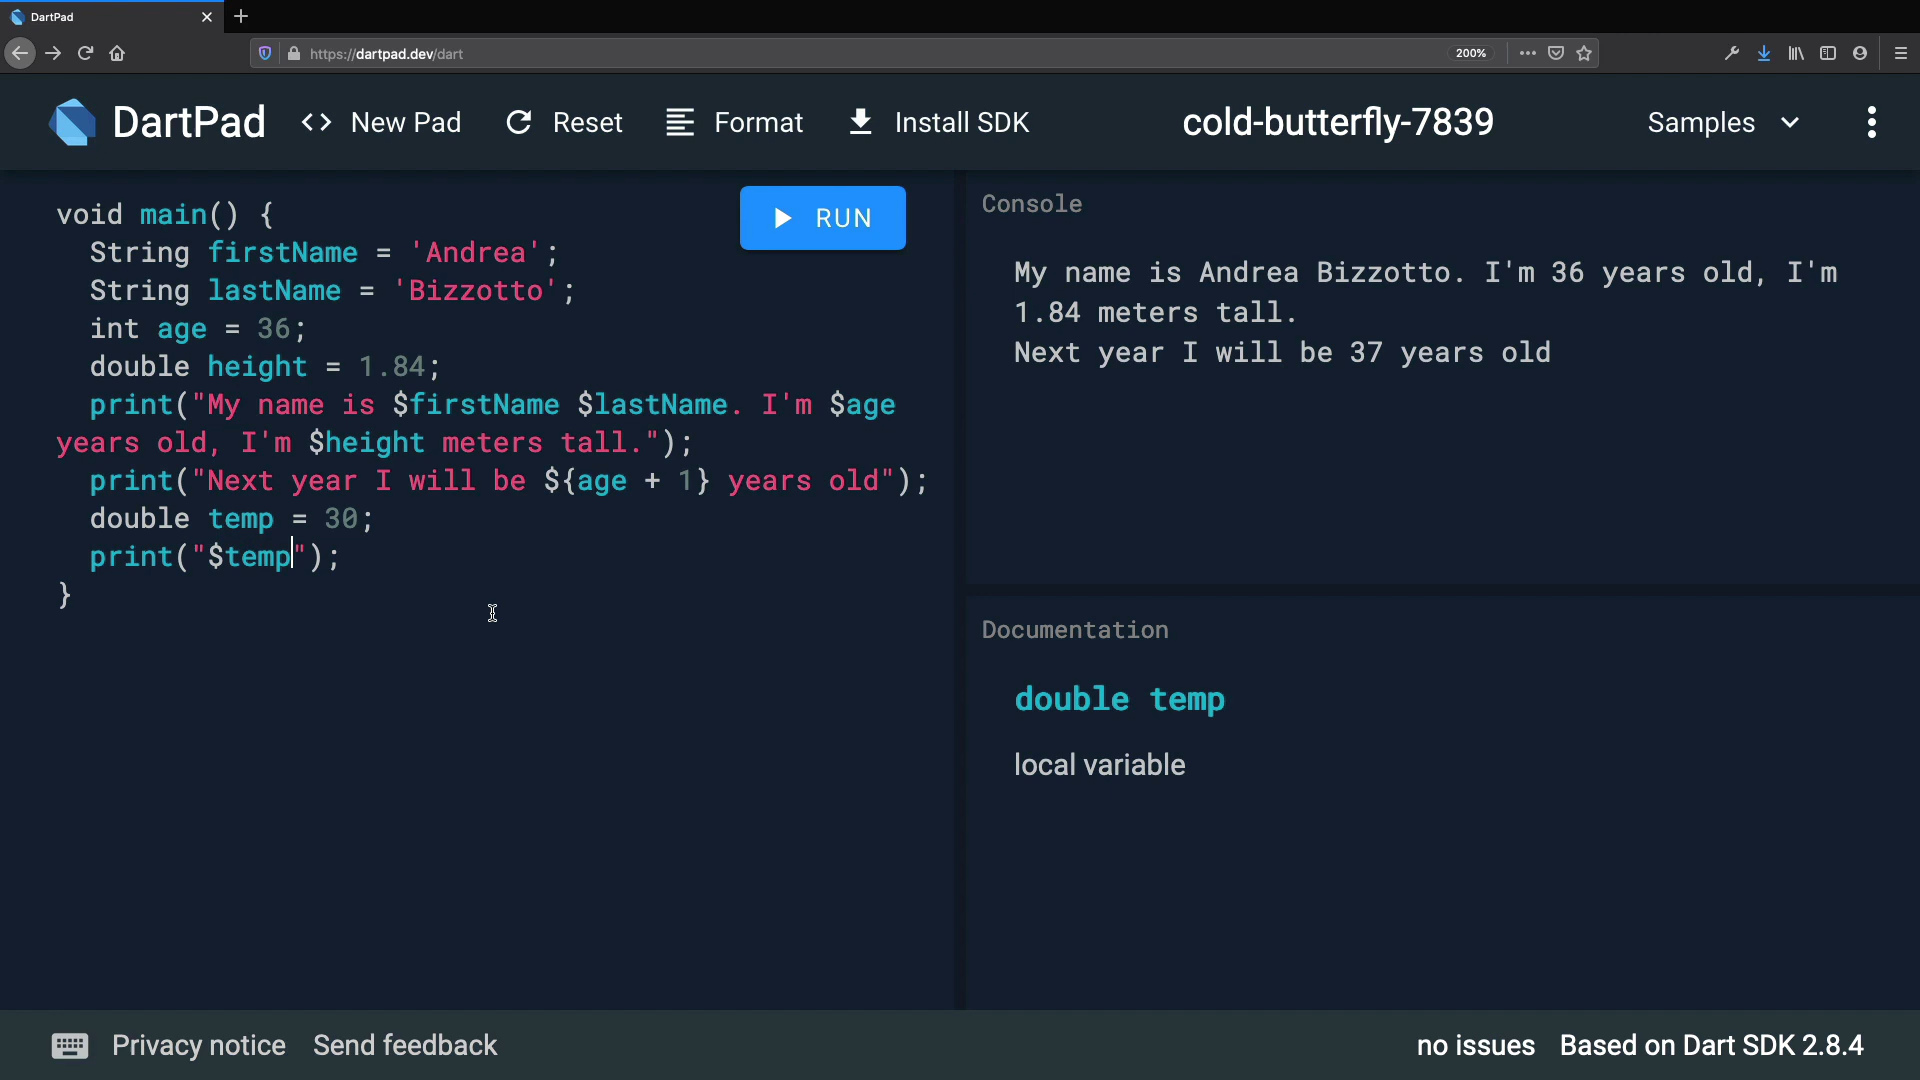 DartPad
https://dartpad.dev/dart
200%
DartPad
<> New Pad
Reset
Format
Install SDK
cold-butterfly-7839
Samples
void main() {
  String firstName = 'Andrea';
  String lastName = 'Bizzotto';
  int age = 36;
  double height = 1.84;
  print("My name is $firstName $lastName. I'm $age
years old, I'm $height meters tall.");
  print("Next year I will be ${age + 1} years old");
  double temp = 30;
  print("$temp");
}
RUN
Console
My name is Andrea Bizzotto. I'm 36 years old, I'm
1.84 meters tall.
Next year I will be 37 years old
Documentation
double temp
local variable
Privacy notice
Send feedback
no issues
Based on Dart SDK 2.8.4